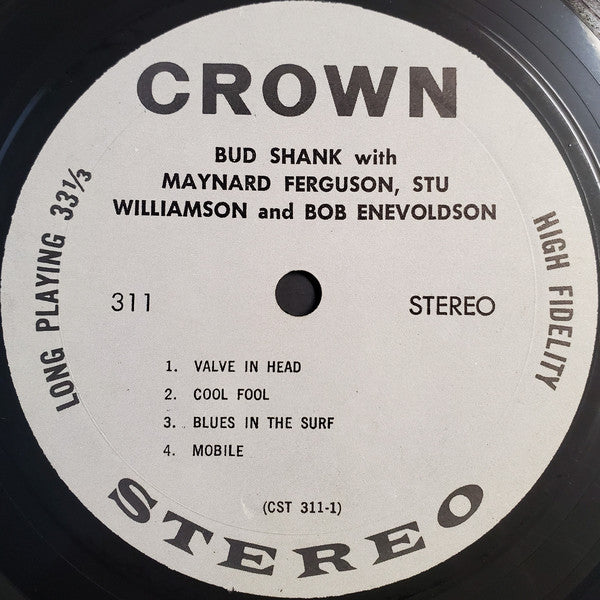 CROWN
BUD SHANK with
MAYNARD FERGUSON, STU
WILLIAMSON and BOB ENEVOLDSON
LONG PLAYING 33⅓
HIGH FIDELITY
311
STEREO
1. VALVE IN HEAD
2. COOL FOOL
3. BLUES IN THE SURF
4. MOBILE
(CST 311-1)
STEREO